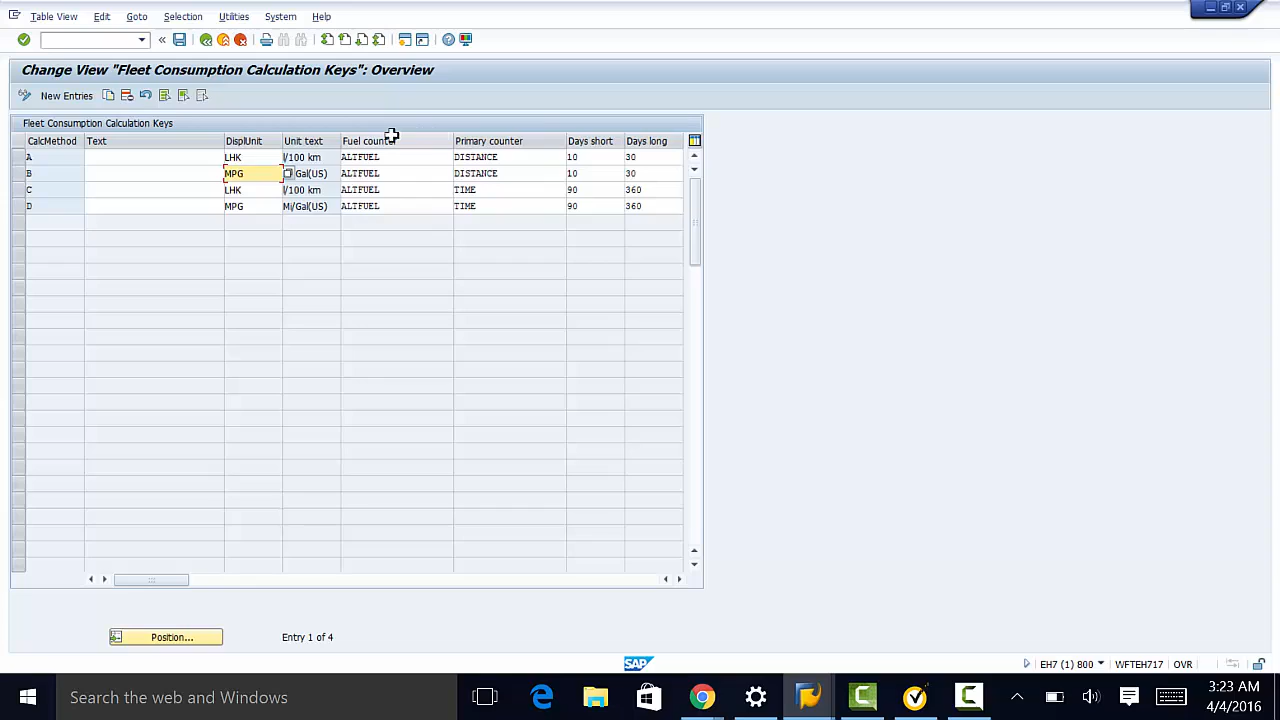 Table View Edit Goto Selection Utilities System Help
Change View "Fleet Consumption Calculation Keys": Overview
New Entries
Fleet Consumption Calculation Keys
CalcMethod Text DisplUnit Unit text Fuel counter Primary counter Days short Days long
A LHK l/100 km ALTFUEL DISTANCE 10 30
B MPG Gal(US) ALTFUEL DISTANCE 10 30
C LHK l/100 km ALTFUEL TIME 90 360
D MPG Mi/Gal(US) ALTFUEL TIME 90 360
Position... Entry 1 of 4
SAP EH7 (1) 800 WFTEH717 OVR
Search the web and Windows
3:23 AM
4/4/2016